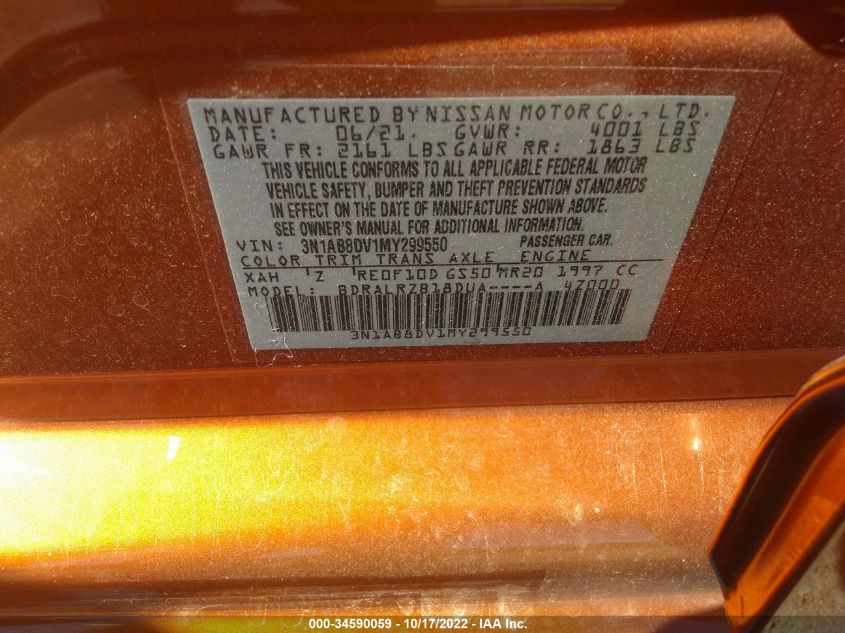 MANUFACTURED BY NISSAN MOTOR CO., LTD.
DATE: 06/21. GVWR: 4001 LBS
GAWR FR: 2161 LBS GAWR RR: 1863 LBS
THIS VEHICLE CONFORMS TO ALL APPLICABLE FEDERAL MOTOR
VEHICLE SAFETY, BUMPER AND THEFT PREVENTION STANDARDS
IN EFFECT ON THE DATE OF MANUFACTURE SHOWN ABOVE.
SEE OWNER'S MANUAL FOR ADDITIONAL INFORMATION.
VIN: 3N1AB8DV1MY299550 PASSENGER CAR.
COLOR TRIM TRANS AXLE ENGINE
XAH Z RE0F10D GS50 MR20 1997 CC
MODEL: BDRALRZB18DUA----A 4Z000
3N1AB8DV1MY299550
000-34590059 - 10/17/2022 - IAA Inc.